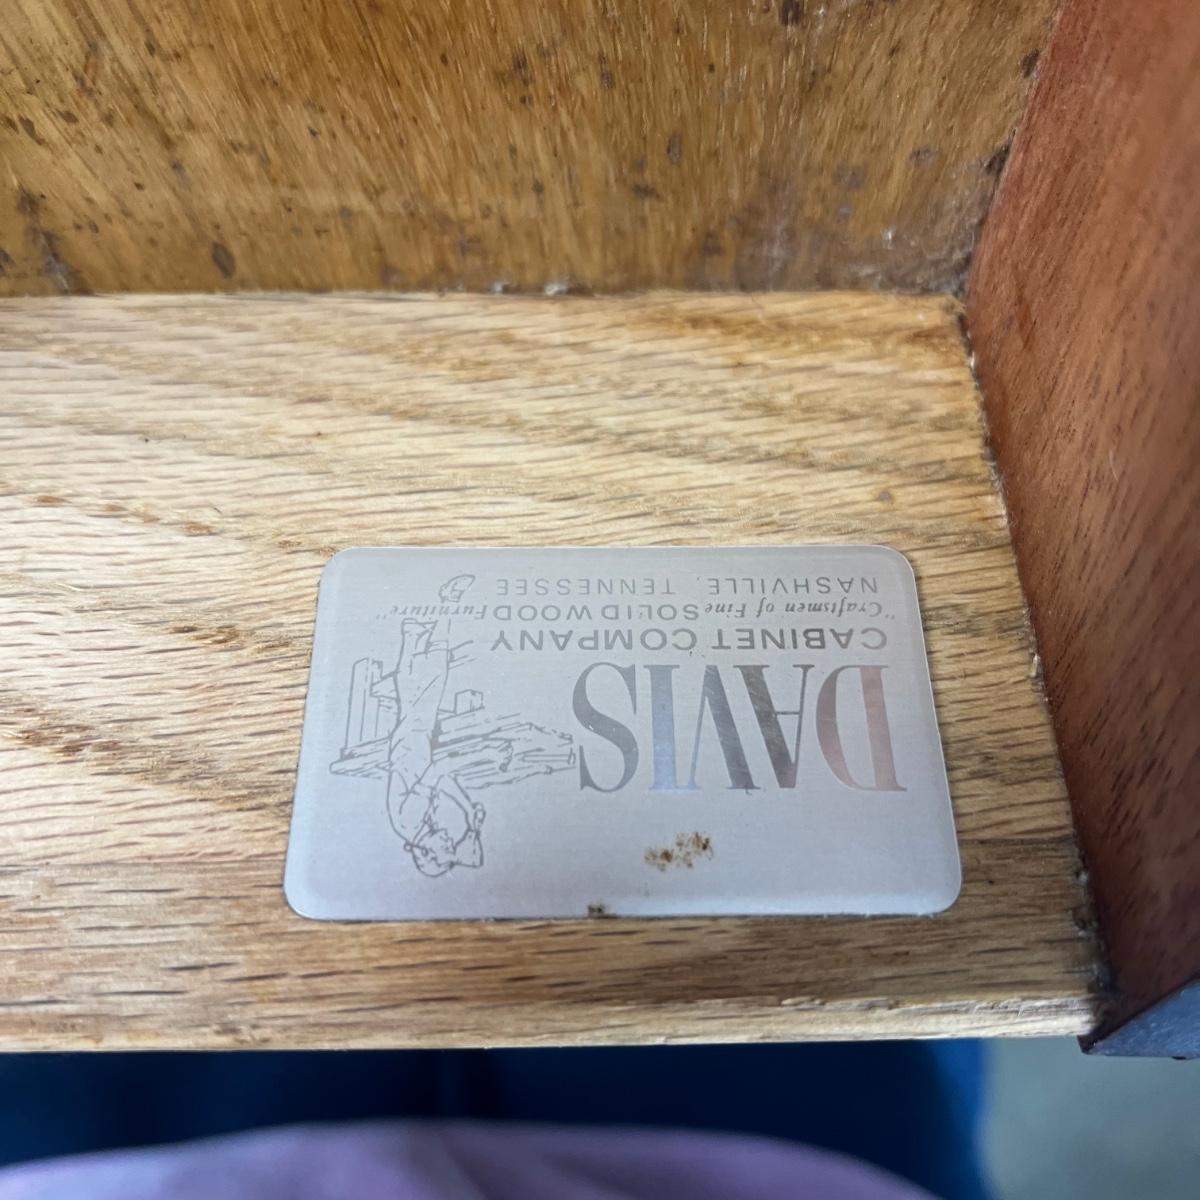 DAVIS
CABINET COMPANY
"Craftsmen of Fine SOLID WOOD Furniture"
NASHVILLE, TENNESSEE